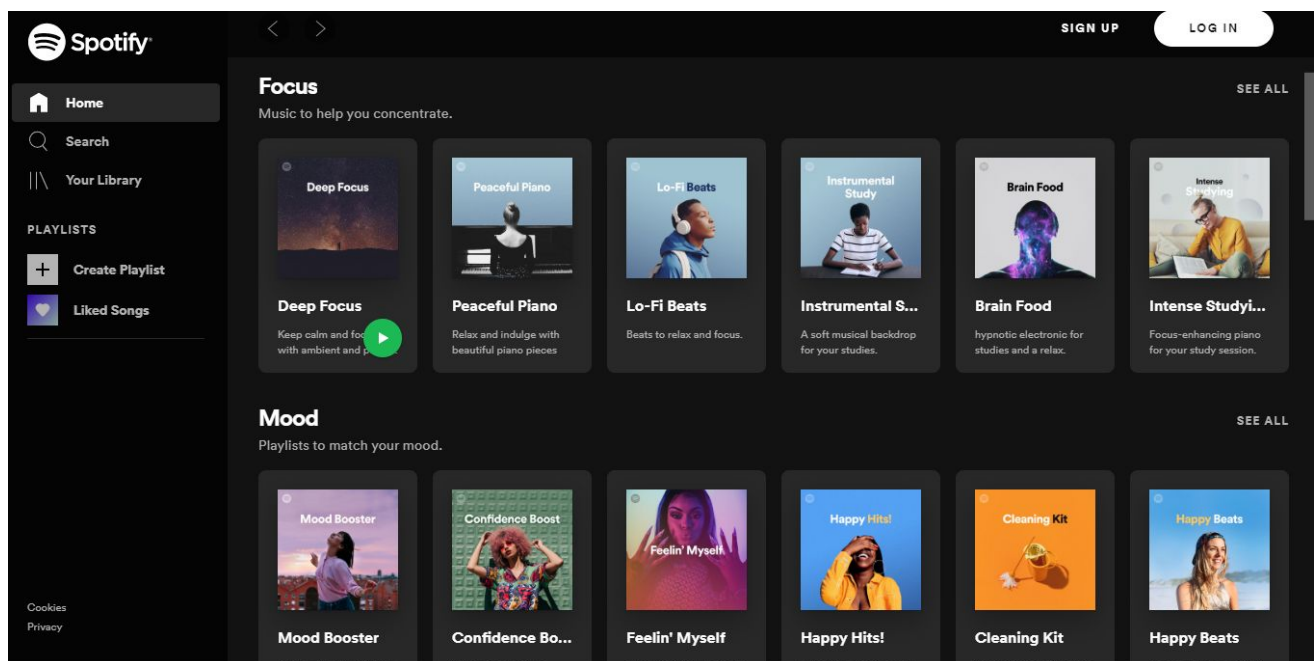 Spotify
SIGN UP
LOG IN
Home
Search
Your Library
PLAYLISTS
Create Playlist
Liked Songs
Cookies
Privacy
Focus
SEE ALL
Music to help you concentrate.
Deep Focus
Peaceful Piano
Lo-Fi Beats
Instrumental
Study
Brain Food
Intense
Studying
Deep Focus
Keep calm and
with ambient and
Peaceful Piano
Relax and indulge with
beautiful piano pieces
Lo-Fi Beats
Beats to relax and focus.
Instrumental S...
A soft musical backdrop
for your studies.
Brain Food
hypnotic electronic for
studies and a relax.
Intense Studyi...
Focus-enhancing piano
for your study session.
Mood
SEE ALL
Playlists to match your mood.
Mood Booster
Confidence Boost
Feelin' Myself
Happy Hits!
Cleaning Kit
Happy Beats
Mood Booster
Confidence Bo...
Feelin' Myself
Happy Hits!
Cleaning Kit
Happy Beats